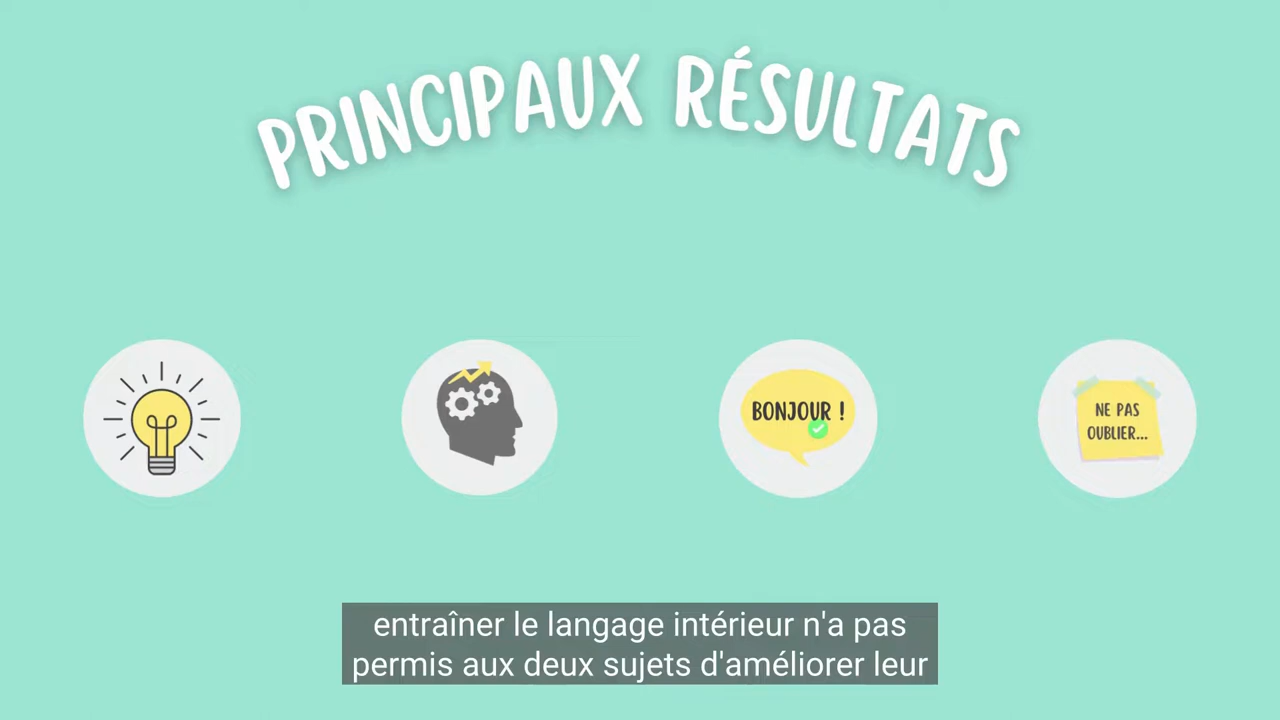 PRINCIPAUX RÉSULTATS
BONJOUR !
NE PAS
OUBLIER...
entraîner le langage intérieur n'a pas
permis aux deux sujets d'améliorer leur